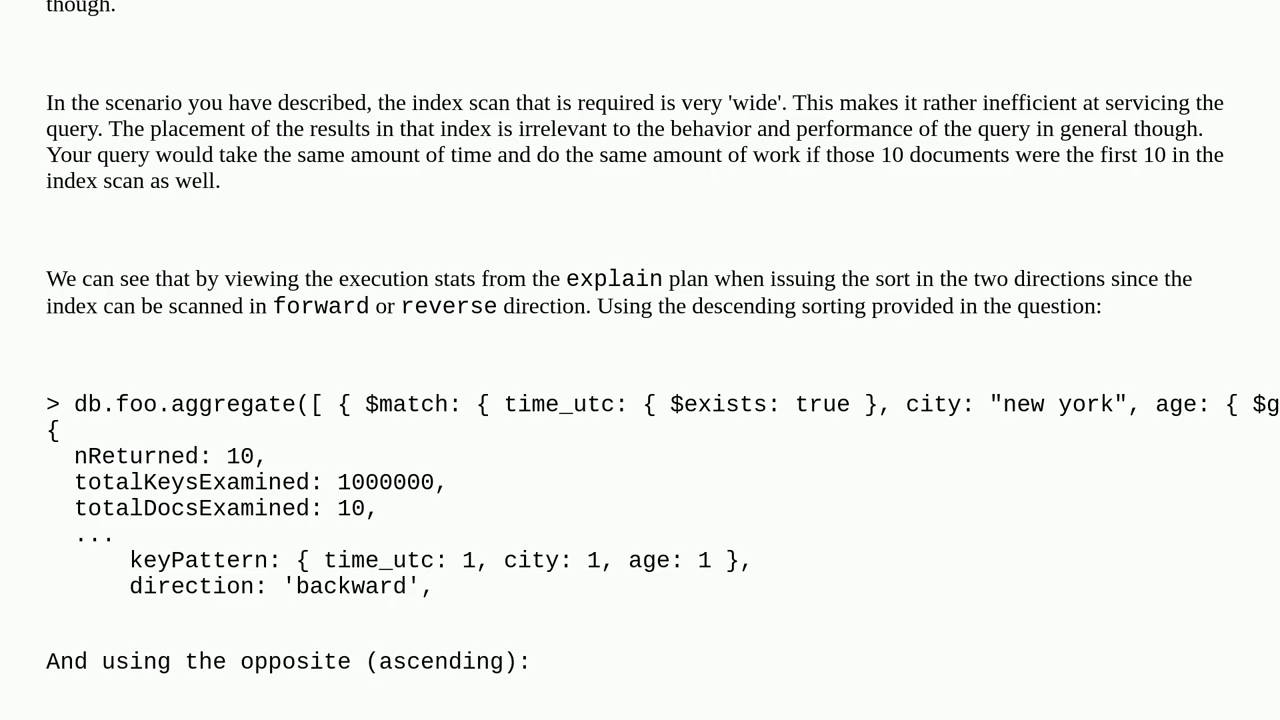 though.
In the scenario you have described, the index scan that is required is very 'wide'. This makes it rather inefficient at servicing the
query. The placement of the results in that index is irrelevant to the behavior and performance of the query in general though.
Your query would take the same amount of time and do the same amount of work if those 10 documents were the first 10 in the
index scan as well.
We can see that by viewing the execution stats from the explain plan when issuing the sort in the two directions since the
index can be scanned in forward or reverse direction. Using the descending sorting provided in the question:
> db.foo.aggregate([ { $match: { time_utc: { $exists: true }, city: "new york", age: { $g
{
  nReturned: 10,
  totalKeysExamined: 1000000,
  totalDocsExamined: 10,
  ...
      keyPattern: { time_utc: 1, city: 1, age: 1 },
      direction: 'backward',
And using the opposite (ascending):